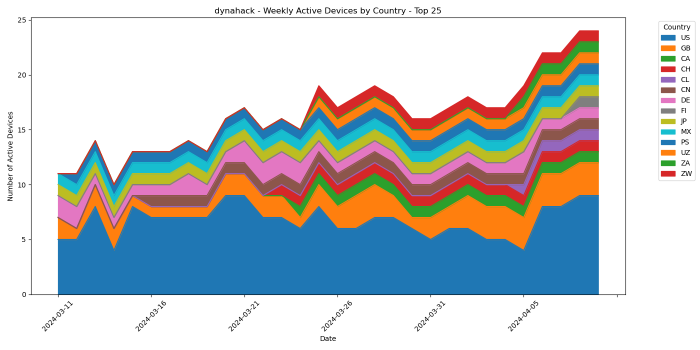 dynahack - Weekly Active Devices by Country - Top 25
Number of Active Devices
25
20
15
10
5
0
2024-03-11
2024-03-16
2024-03-21
2024-03-26
2024-03-31
2024-04-05
Date
Country
US
GB
CA
CH
CL
CN
DE
FI
JP
MX
PS
UZ
ZA
ZW